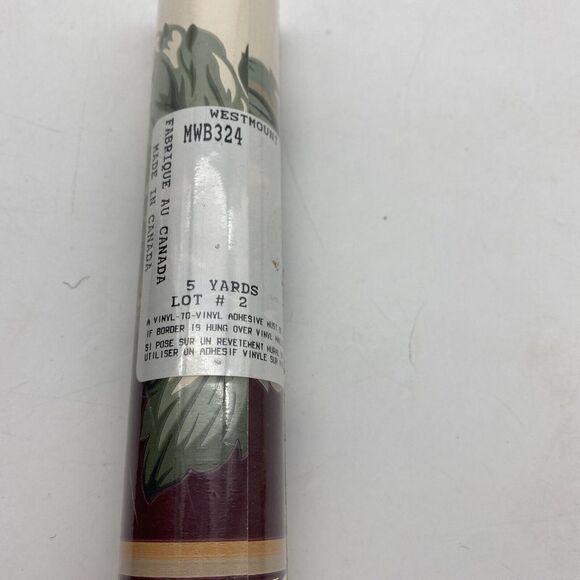 WESTMOUNT
MWB324
FABRIQUE AU CANADA
MADE IN CANADA
5 YARDS
LOT # 2
A VINYL-TO-VINYL ADHESIVE MUST
IF BORDER IS HUNG OVER VINYL
SI POSE SUR UN REVETEMENT MURAL
UTILISER UN ADHESIF VINYLE SUR